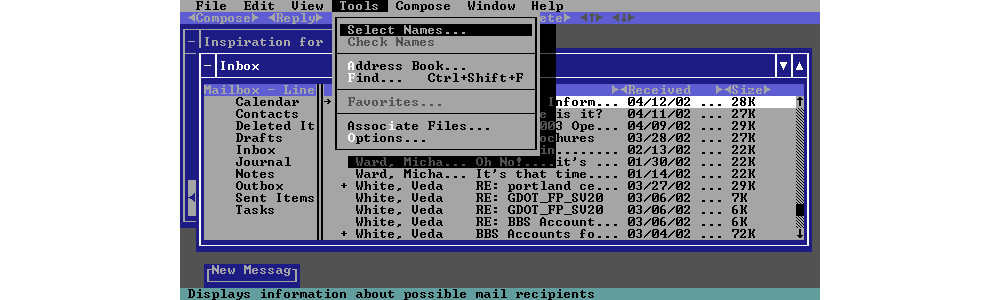 File Edit View Tools Compose Window Help
Compose Reply ete
Inspiration for
Select Names...
Check Names
Inbox
Address Book...
Find... Ctrl+Shift+F
Mailbox - Line Received Size
Calendar Favorites... Inform... 04/12/02 ... 28K
Contacts e is it? 04/11/02 ... 27K
Deleted It Associate Files... 003 Ope... 04/09/02 ... 29K
Drafts Options... chures 03/28/02 ... 27K
Inbox in... 02/13/02 ... 22K
Journal Ward, Micha... Oh No!....it's ... 01/30/02 ... 22K
Notes Ward, Micha... It's that time.... 01/14/02 ... 22K
Outbox + White, Veda RE: portland ce... 03/27/02 ... 29K
Sent Items White, Veda RE: GDOT_FP_SV20 03/06/02 ... 7K
Tasks White, Veda RE: GDOT_FP_SV20 03/06/02 ... 6K
White, Veda RE: BBS Account... 03/06/02 ... 6K
+ White, Veda BBS Accounts fo... 03/04/02 ... 72K
New Messag
Displays information about possible mail recipients